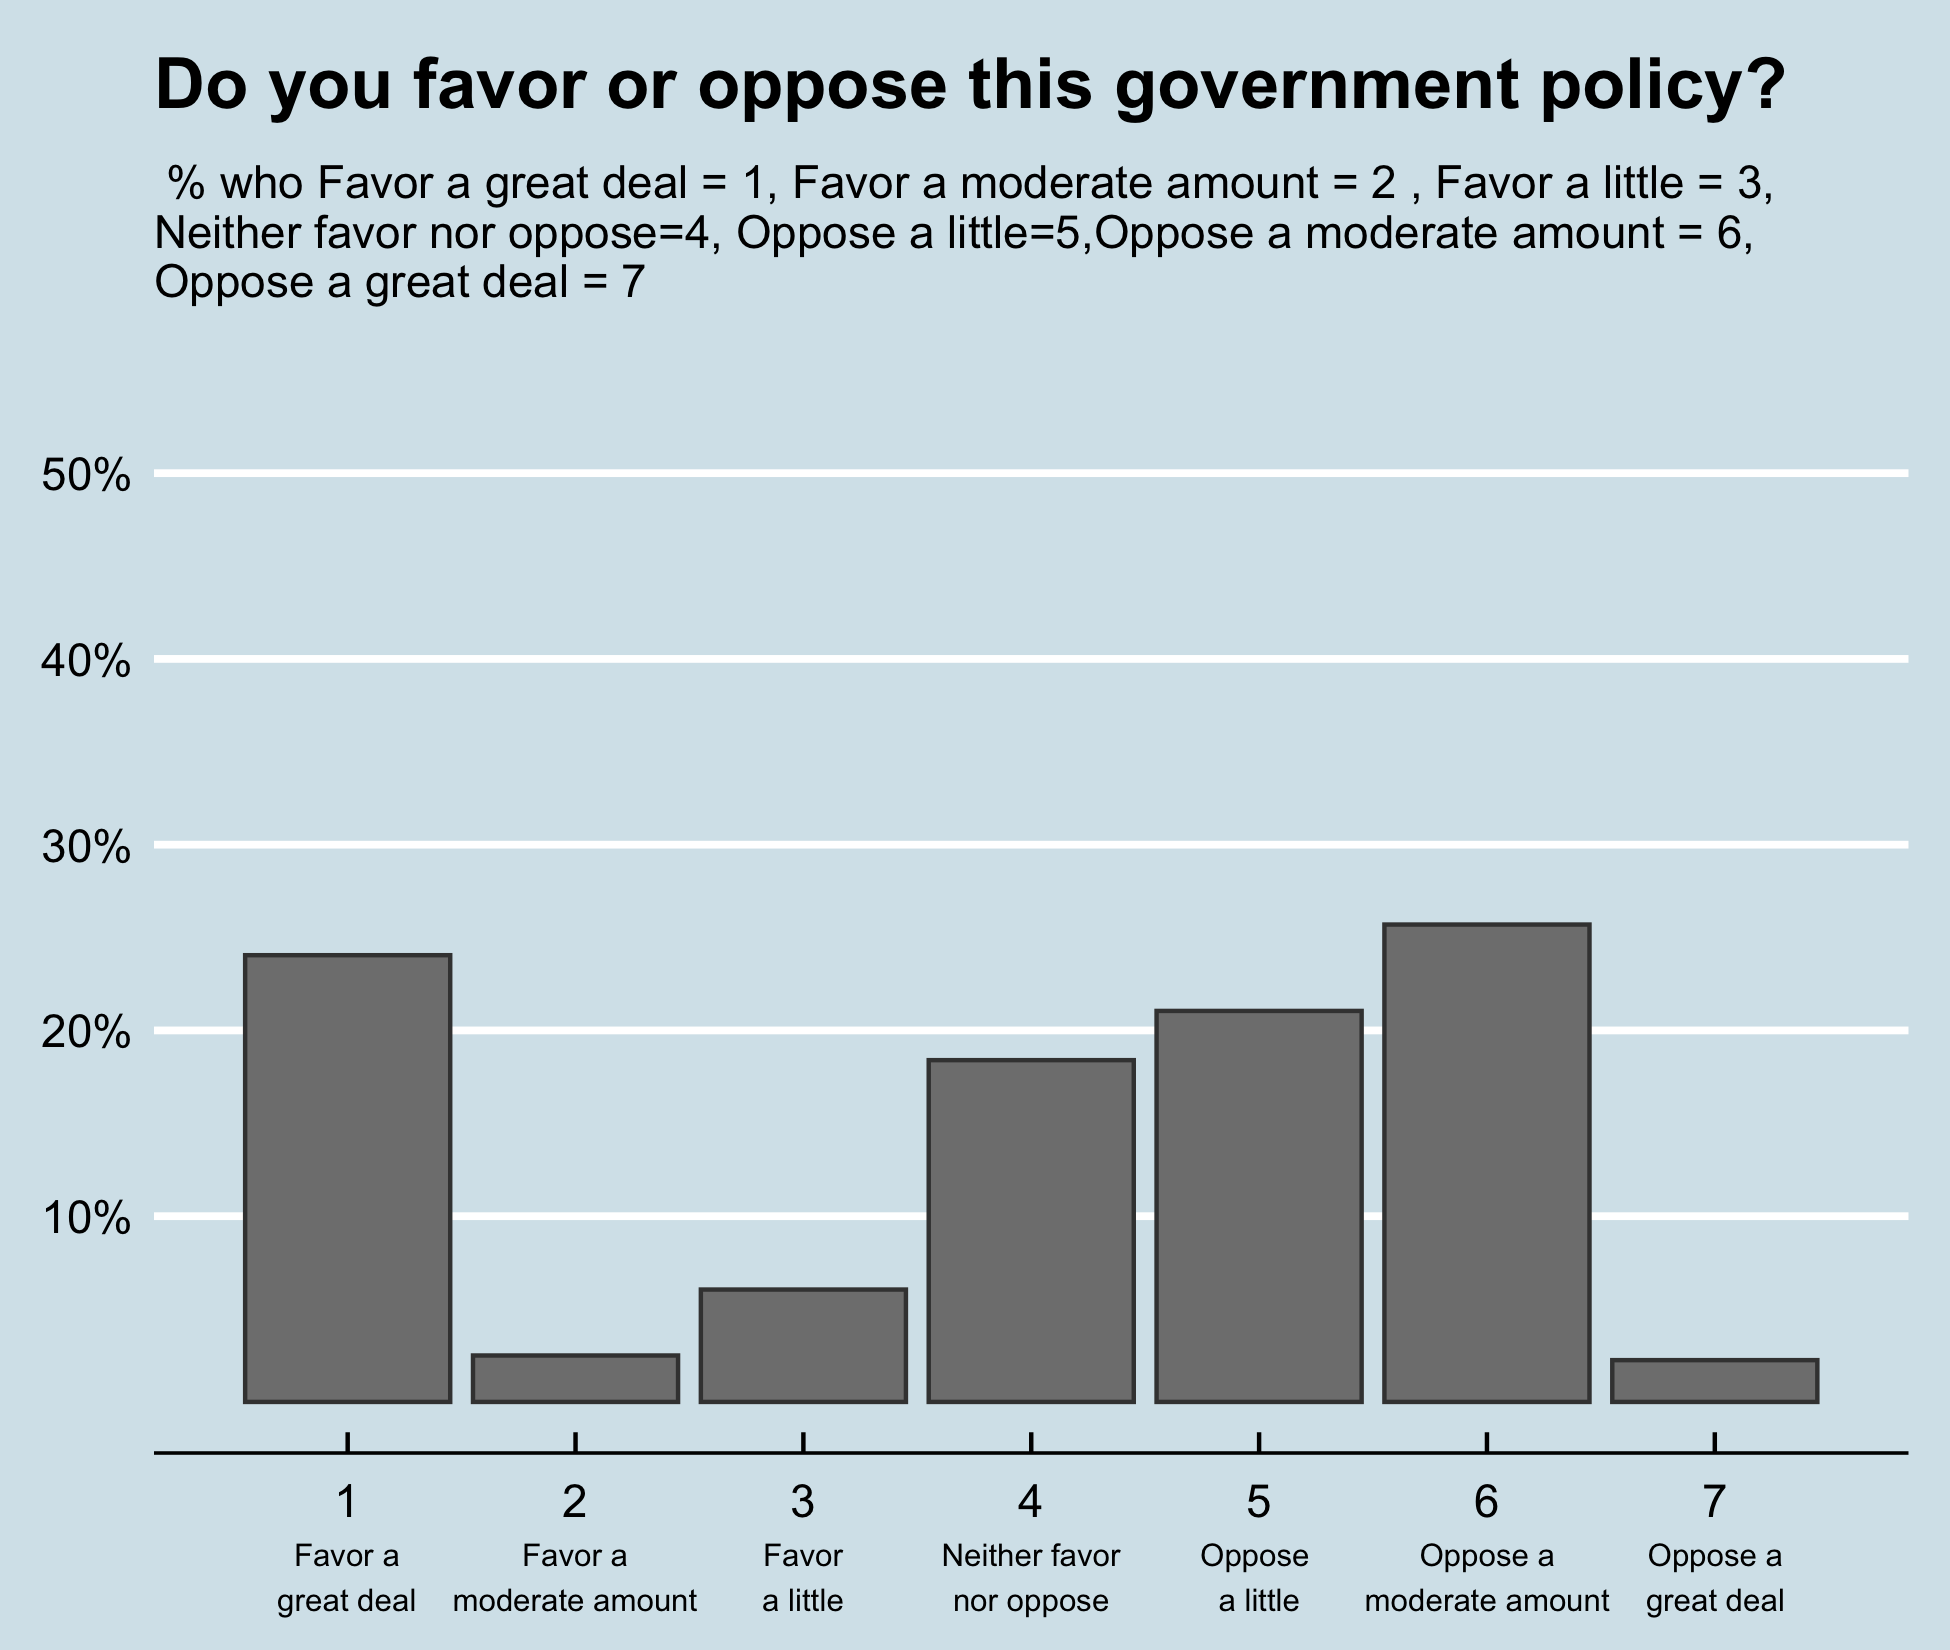 Do you favor or oppose this government policy?
% who Favor a great deal = 1, Favor a moderate amount = 2 , Favor a little = 3,
Neither favor nor oppose=4, Oppose a little=5,Oppose a moderate amount = 6,
Oppose a great deal = 7
50%
40%
30%
20%
10%
1 2 3 4 5 6 7
Favor a Favor a Favor Neither favor Oppose Oppose a Oppose a
great deal moderate amount a little nor oppose a little moderate amount great deal